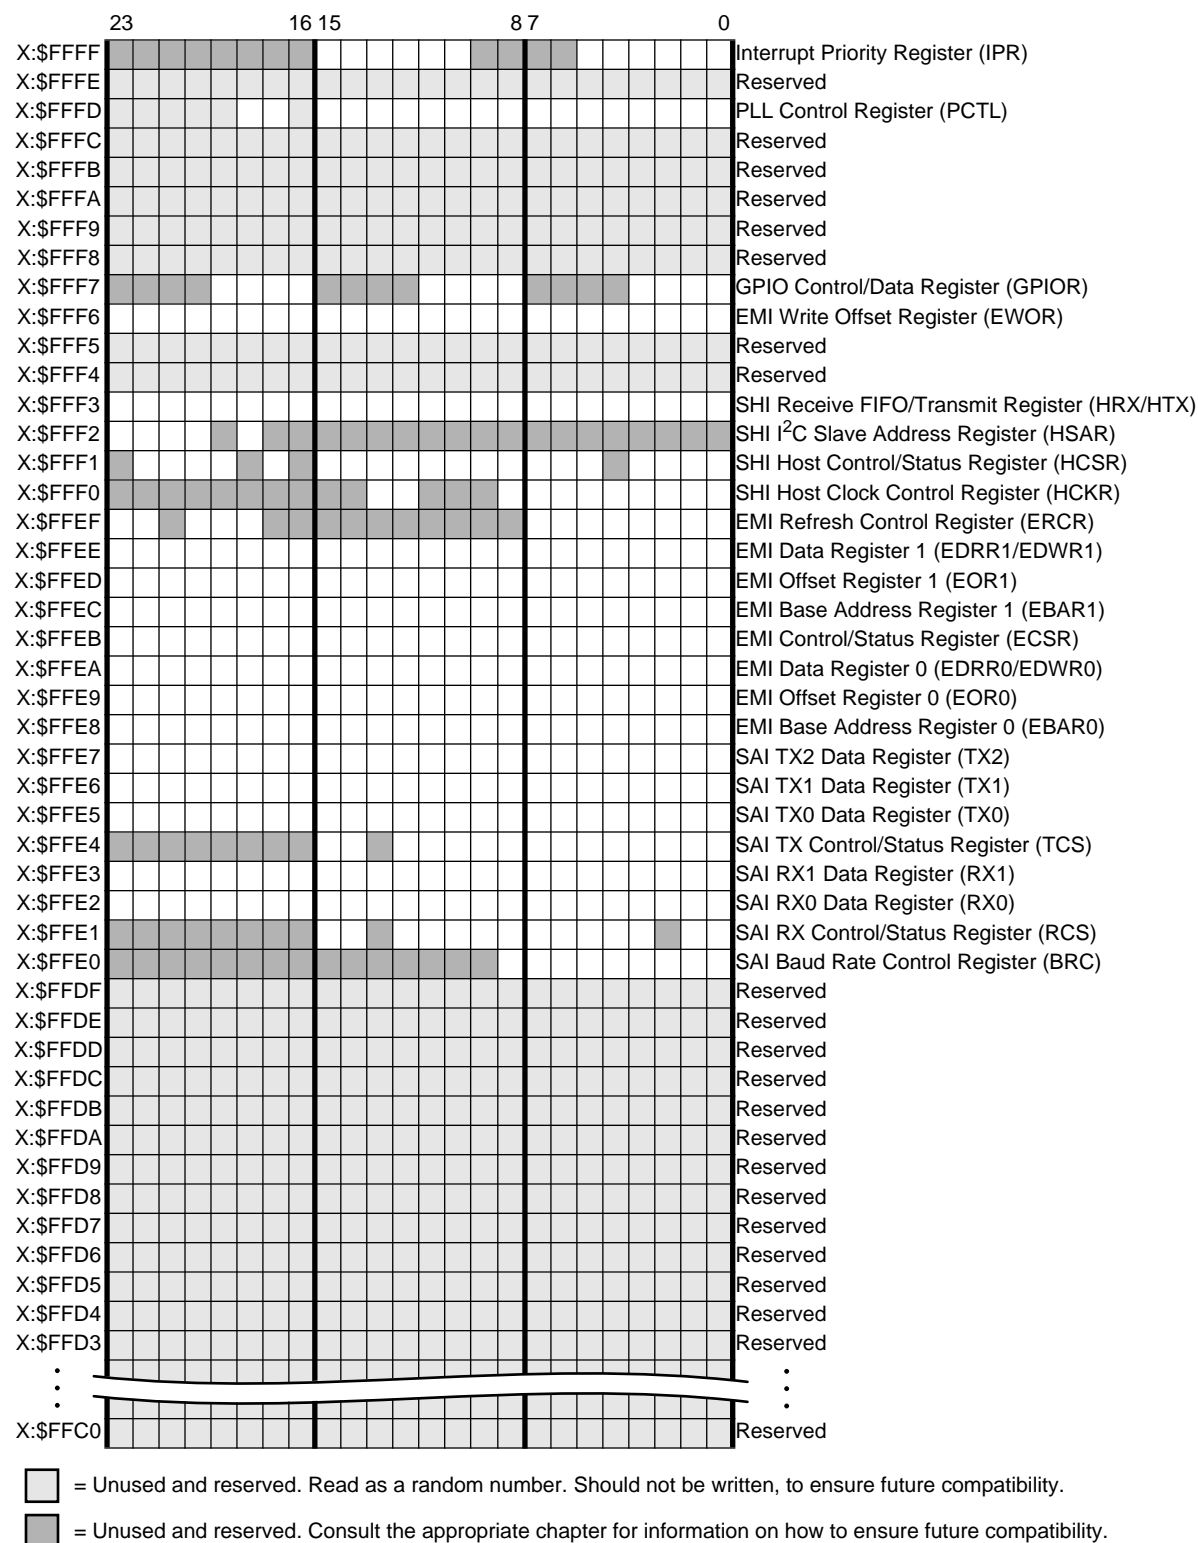 23 16 15 8 7 0
X:$FFFF Interrupt Priority Register (IPR)
X:$FFFE Reserved
X:$FFFD PLL Control Register (PCTL)
X:$FFFC Reserved
X:$FFFB Reserved
X:$FFFA Reserved
X:$FFF9 Reserved
X:$FFF8 Reserved
X:$FFF7 GPIO Control/Data Register (GPIOR)
X:$FFF6 EMI Write Offset Register (EWOR)
X:$FFF5 Reserved
X:$FFF4 Reserved
X:$FFF3 SHI Receive FIFO/Transmit Register (HRX/HTX)
X:$FFF2 SHI I²C Slave Address Register (HSAR)
X:$FFF1 SHI Host Control/Status Register (HCSR)
X:$FFF0 SHI Host Clock Control Register (HCKR)
X:$FFEF EMI Refresh Control Register (ERCR)
X:$FFEE EMI Data Register 1 (EDRR1/EDWR1)
X:$FFED EMI Offset Register 1 (EOR1)
X:$FFEC EMI Base Address Register 1 (EBAR1)
X:$FFEB EMI Control/Status Register (ECSR)
X:$FFEA EMI Data Register 0 (EDRR0/EDWR0)
X:$FFE9 EMI Offset Register 0 (EOR0)
X:$FFE8 EMI Base Address Register 0 (EBAR0)
X:$FFE7 SAI TX2 Data Register (TX2)
X:$FFE6 SAI TX1 Data Register (TX1)
X:$FFE5 SAI TX0 Data Register (TX0)
X:$FFE4 SAI TX Control/Status Register (TCS)
X:$FFE3 SAI RX1 Data Register (RX1)
X:$FFE2 SAI RX0 Data Register (RX0)
X:$FFE1 SAI RX Control/Status Register (RCS)
X:$FFE0 SAI Baud Rate Control Register (BRC)
X:$FFDF Reserved
X:$FFDE Reserved
X:$FFDD Reserved
X:$FFDC Reserved
X:$FFDB Reserved
X:$FFDA Reserved
X:$FFD9 Reserved
X:$FFD8 Reserved
X:$FFD7 Reserved
X:$FFD6 Reserved
X:$FFD5 Reserved
X:$FFD4 Reserved
X:$FFD3 Reserved
X:$FFC0 Reserved
= Unused and reserved. Read as a random number. Should not be written, to ensure future compatibility.
= Unused and reserved. Consult the appropriate chapter for information on how to ensure future compatibility.